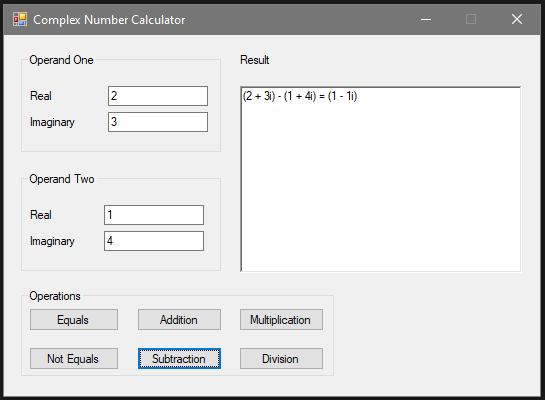 Complex Number Calculator
Operand One
Real 2
Imaginary 3
Operand Two
Real 1
Imaginary 4
Result
(2 + 3i) - (1 + 4i) = (1 - 1i)
Operations
Equals Addition Multiplication
Not Equals Subtraction Division